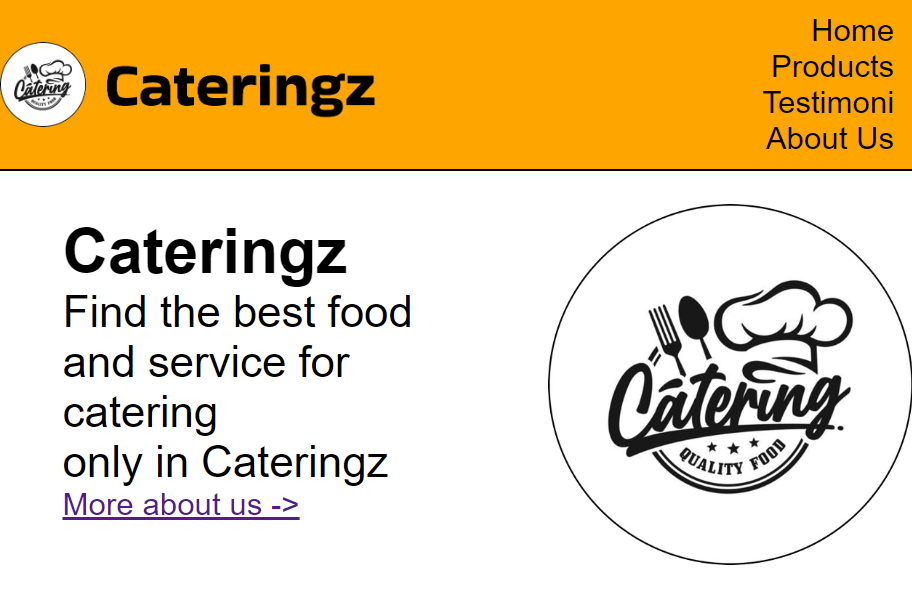 Catering
QUALITY FOOD
Cateringz
Home
Products
Testimoni
About Us
Cateringz
Find the best food
and service for
catering
only in Cateringz
More about us ->
Catering
QUALITY FOOD